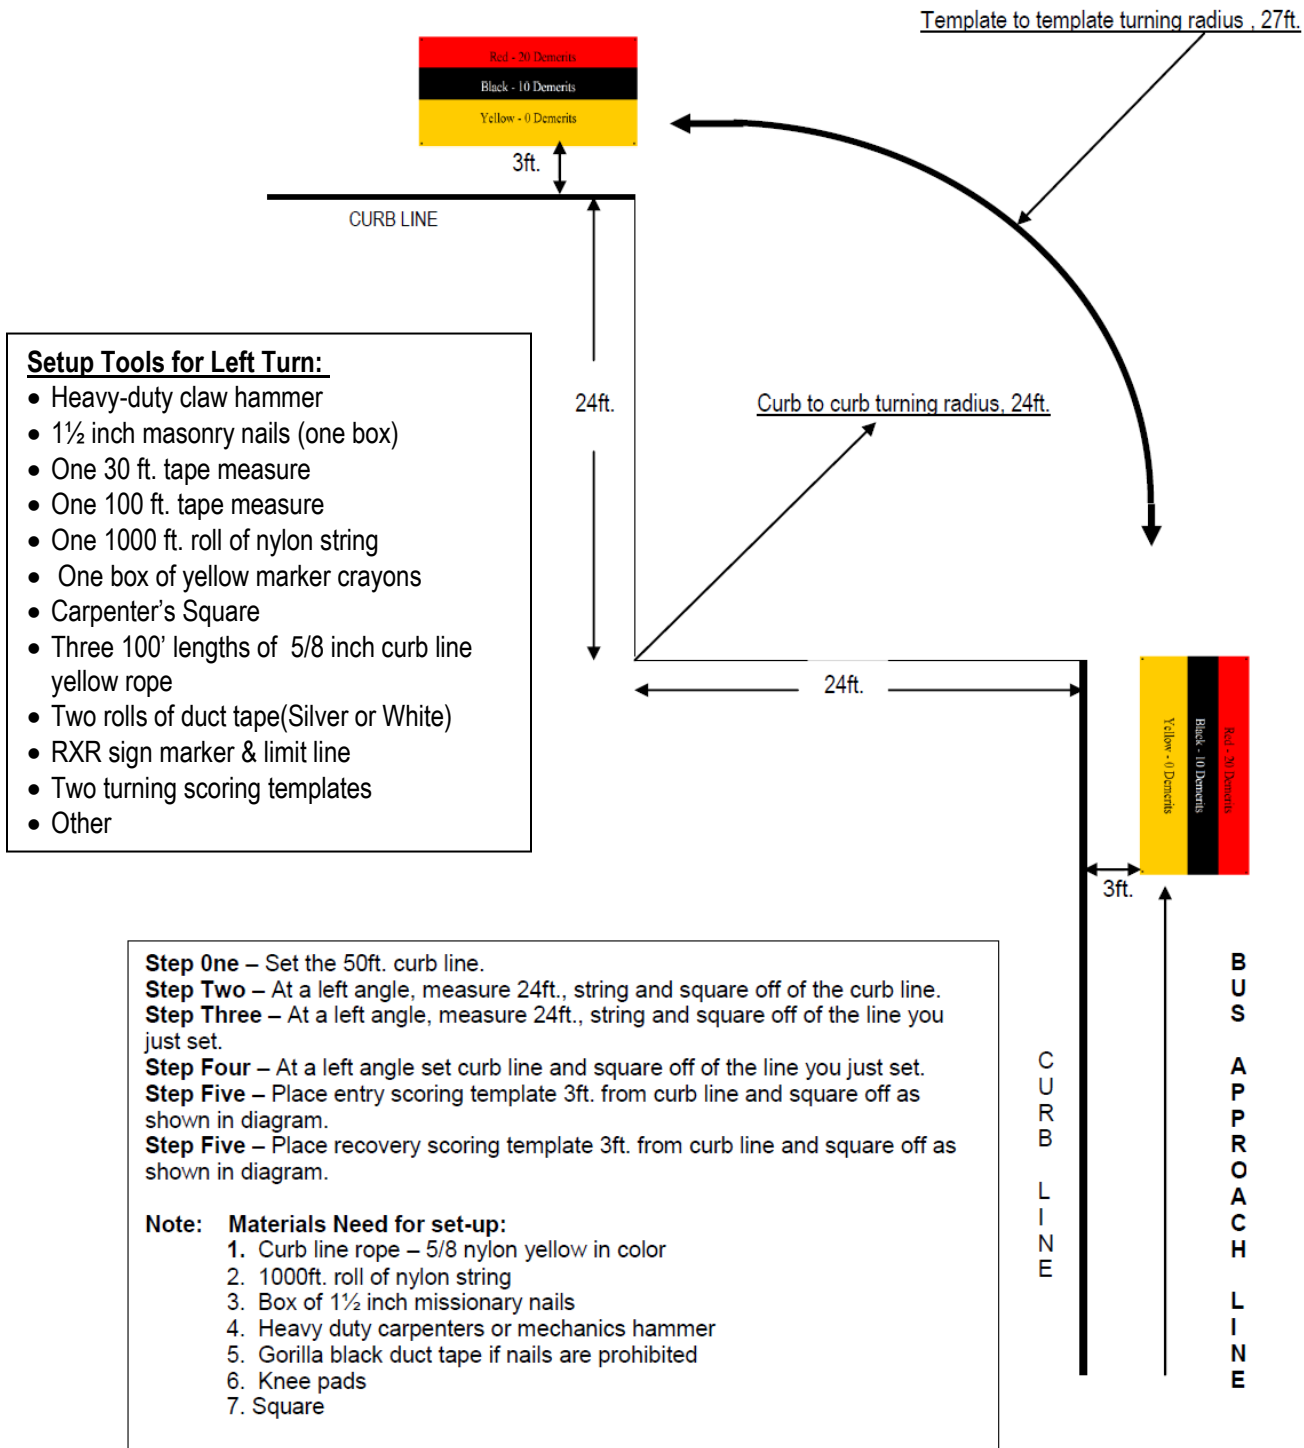 Template to template turning radius , 27ft.
Red - 20 Demerits
Black - 10 Demerits
Yellow - 0 Demerits
3ft.
CURB LINE
Setup Tools for Left Turn:
• Heavy-duty claw hammer
• 1½ inch masonry nails (one box)
• One 30 ft. tape measure
• One 100 ft. tape measure
• One 1000 ft. roll of nylon string
• One box of yellow marker crayons
• Carpenter’s Square
• Three 100’ lengths of 5/8 inch curb line
yellow rope
• Two rolls of duct tape(Silver or White)
• RXR sign marker & limit line
• Two turning scoring templates
• Other
24ft.
Curb to curb turning radius, 24ft.
24ft.
Yellow - 0 Demerits
Black - 10 Demerits
Red - 20 Demerits
3ft.
Step 0ne – Set the 50ft. curb line.
Step Two – At a left angle, measure 24ft., string and square off of the curb line.
Step Three – At a left angle, measure 24ft., string and square off of the line you
just set.
Step Four – At a left angle set curb line and square off of the line you just set.
Step Five – Place entry scoring template 3ft. from curb line and square off as
shown in diagram.
Step Five – Place recovery scoring template 3ft. from curb line and square off as
shown in diagram.
Note: Materials Need for set-up:
1. Curb line rope – 5/8 nylon yellow in color
2. 1000ft. roll of nylon string
3. Box of 1½ inch missionary nails
4. Heavy duty carpenters or mechanics hammer
5. Gorilla black duct tape if nails are prohibited
6. Knee pads
7. Square
CURB LINE
BUS APPROACH LINE